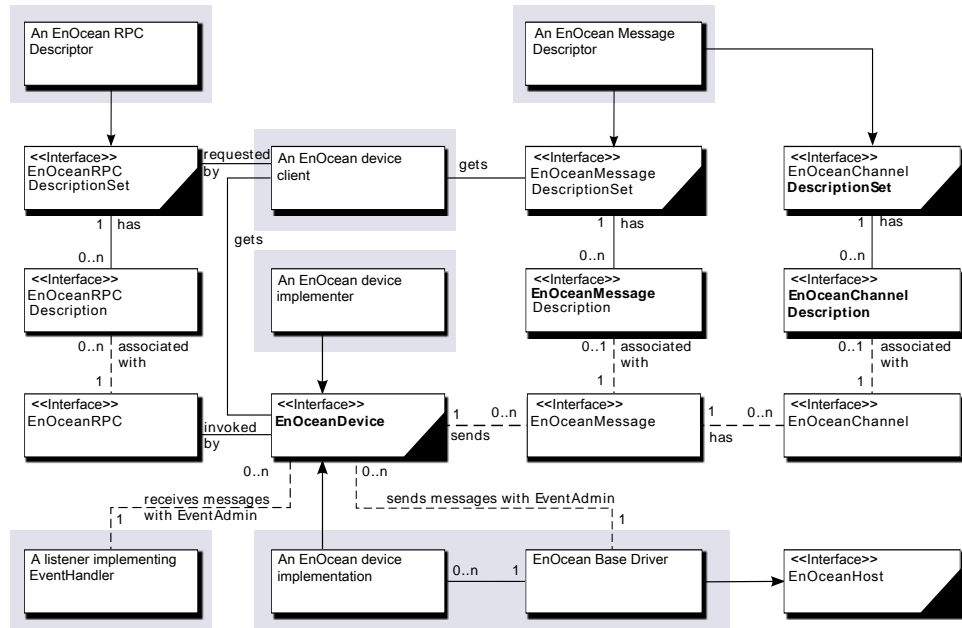 An EnOcean RPC
Descriptor
An EnOcean Message
Descriptor
<<Interface>>
EnOceanRPC
DescriptionSet
requested
by
An EnOcean device
client
gets
<<Interface>>
EnOceanMessage
DescriptionSet
<<Interface>>
EnOceanChannel
DescriptionSet
1 has
0..n
gets
1 has
0..n
1 has
0..n
<<Interface>>
EnOceanRPC
Description
An EnOcean device
implementer
<<Interface>>
EnOceanMessage
Description
<<Interface>>
EnOceanChannel
Description
0..n associated
with
1
0..1 associated
with
1
0..1 associated
with
1
<<Interface>>
EnOceanRPC
invoked
by
<<Interface>>
EnOceanDevice
1 0..n
sends
<<Interface>>
EnOceanMessage
1 0..n
has
<<Interface>>
EnOceanChannel
0..n
0..n
receives messages
with EventAdmin
1
sends messages with EventAdmin
1
A listener implementing
EventHandler
An EnOcean device
implementation
0..n 1
EnOcean Base Driver
<<Interface>>
EnOceanHost